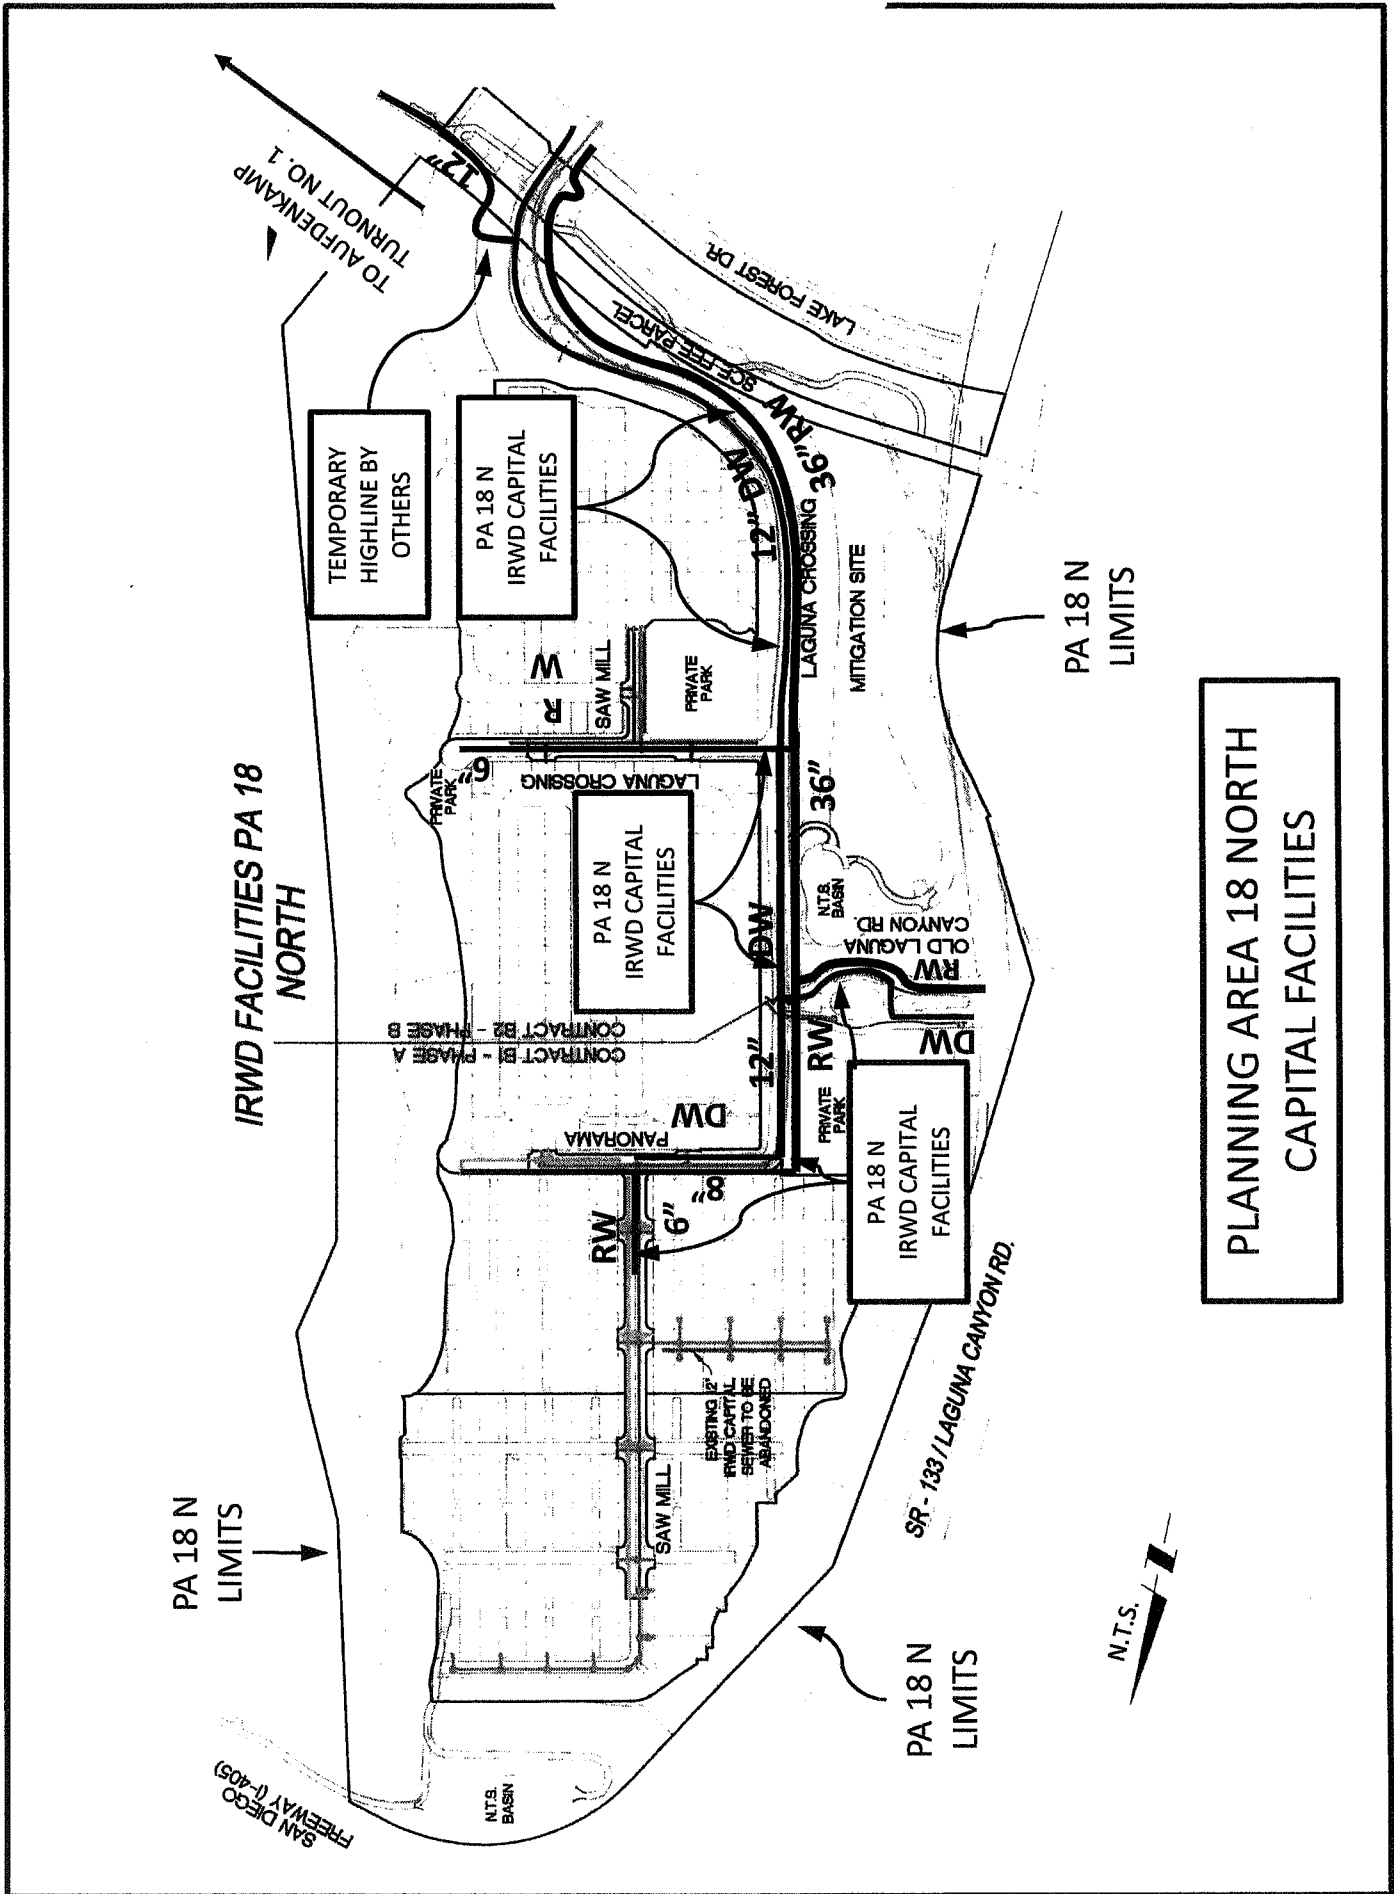 IRWD FACILITIES PA 18
NORTH
TO AUFDENKAMP
TURNOUT NO. 1
12"
TEMPORARY
HIGHLINE BY
OTHERS
PA 18 N
IRWD CAPITAL
FACILITIES
LAKE FOREST DR.
SCE FEE PARCEL
36" RW
12" DW
LAGUNA CROSSING
MITIGATION SITE
PA 18 N
LIMITS
PRIVATE
PARK
SAW MILL
R W
PRIVATE
PARK
6"
LAGUNA CROSSING
36"
PA 18 N
IRWD CAPITAL
FACILITIES
DW
N.T.S.
BASIN
OLD LAGUNA
CANYON RD.
RW
DW
RW
CONTRACT B2 - PHASE B
CONTRACT B1 - PHASE A
12"
DW
PANORAMA
PRIVATE
PARK
PA 18 N
IRWD CAPITAL
FACILITIES
8"
6"
RW
EXISTING 12"
IRWD CAPITAL
SEWER TO BE
ABANDONED
SAW MILL
SR - 133 / LAGUNA CANYON RD.
PA 18 N
LIMITS
PA 18 N
LIMITS
SAN DIEGO
FREEWAY (I-405)
N.T.S.
BASIN
N.T.S.
PLANNING AREA 18 NORTH
CAPITAL FACILITIES